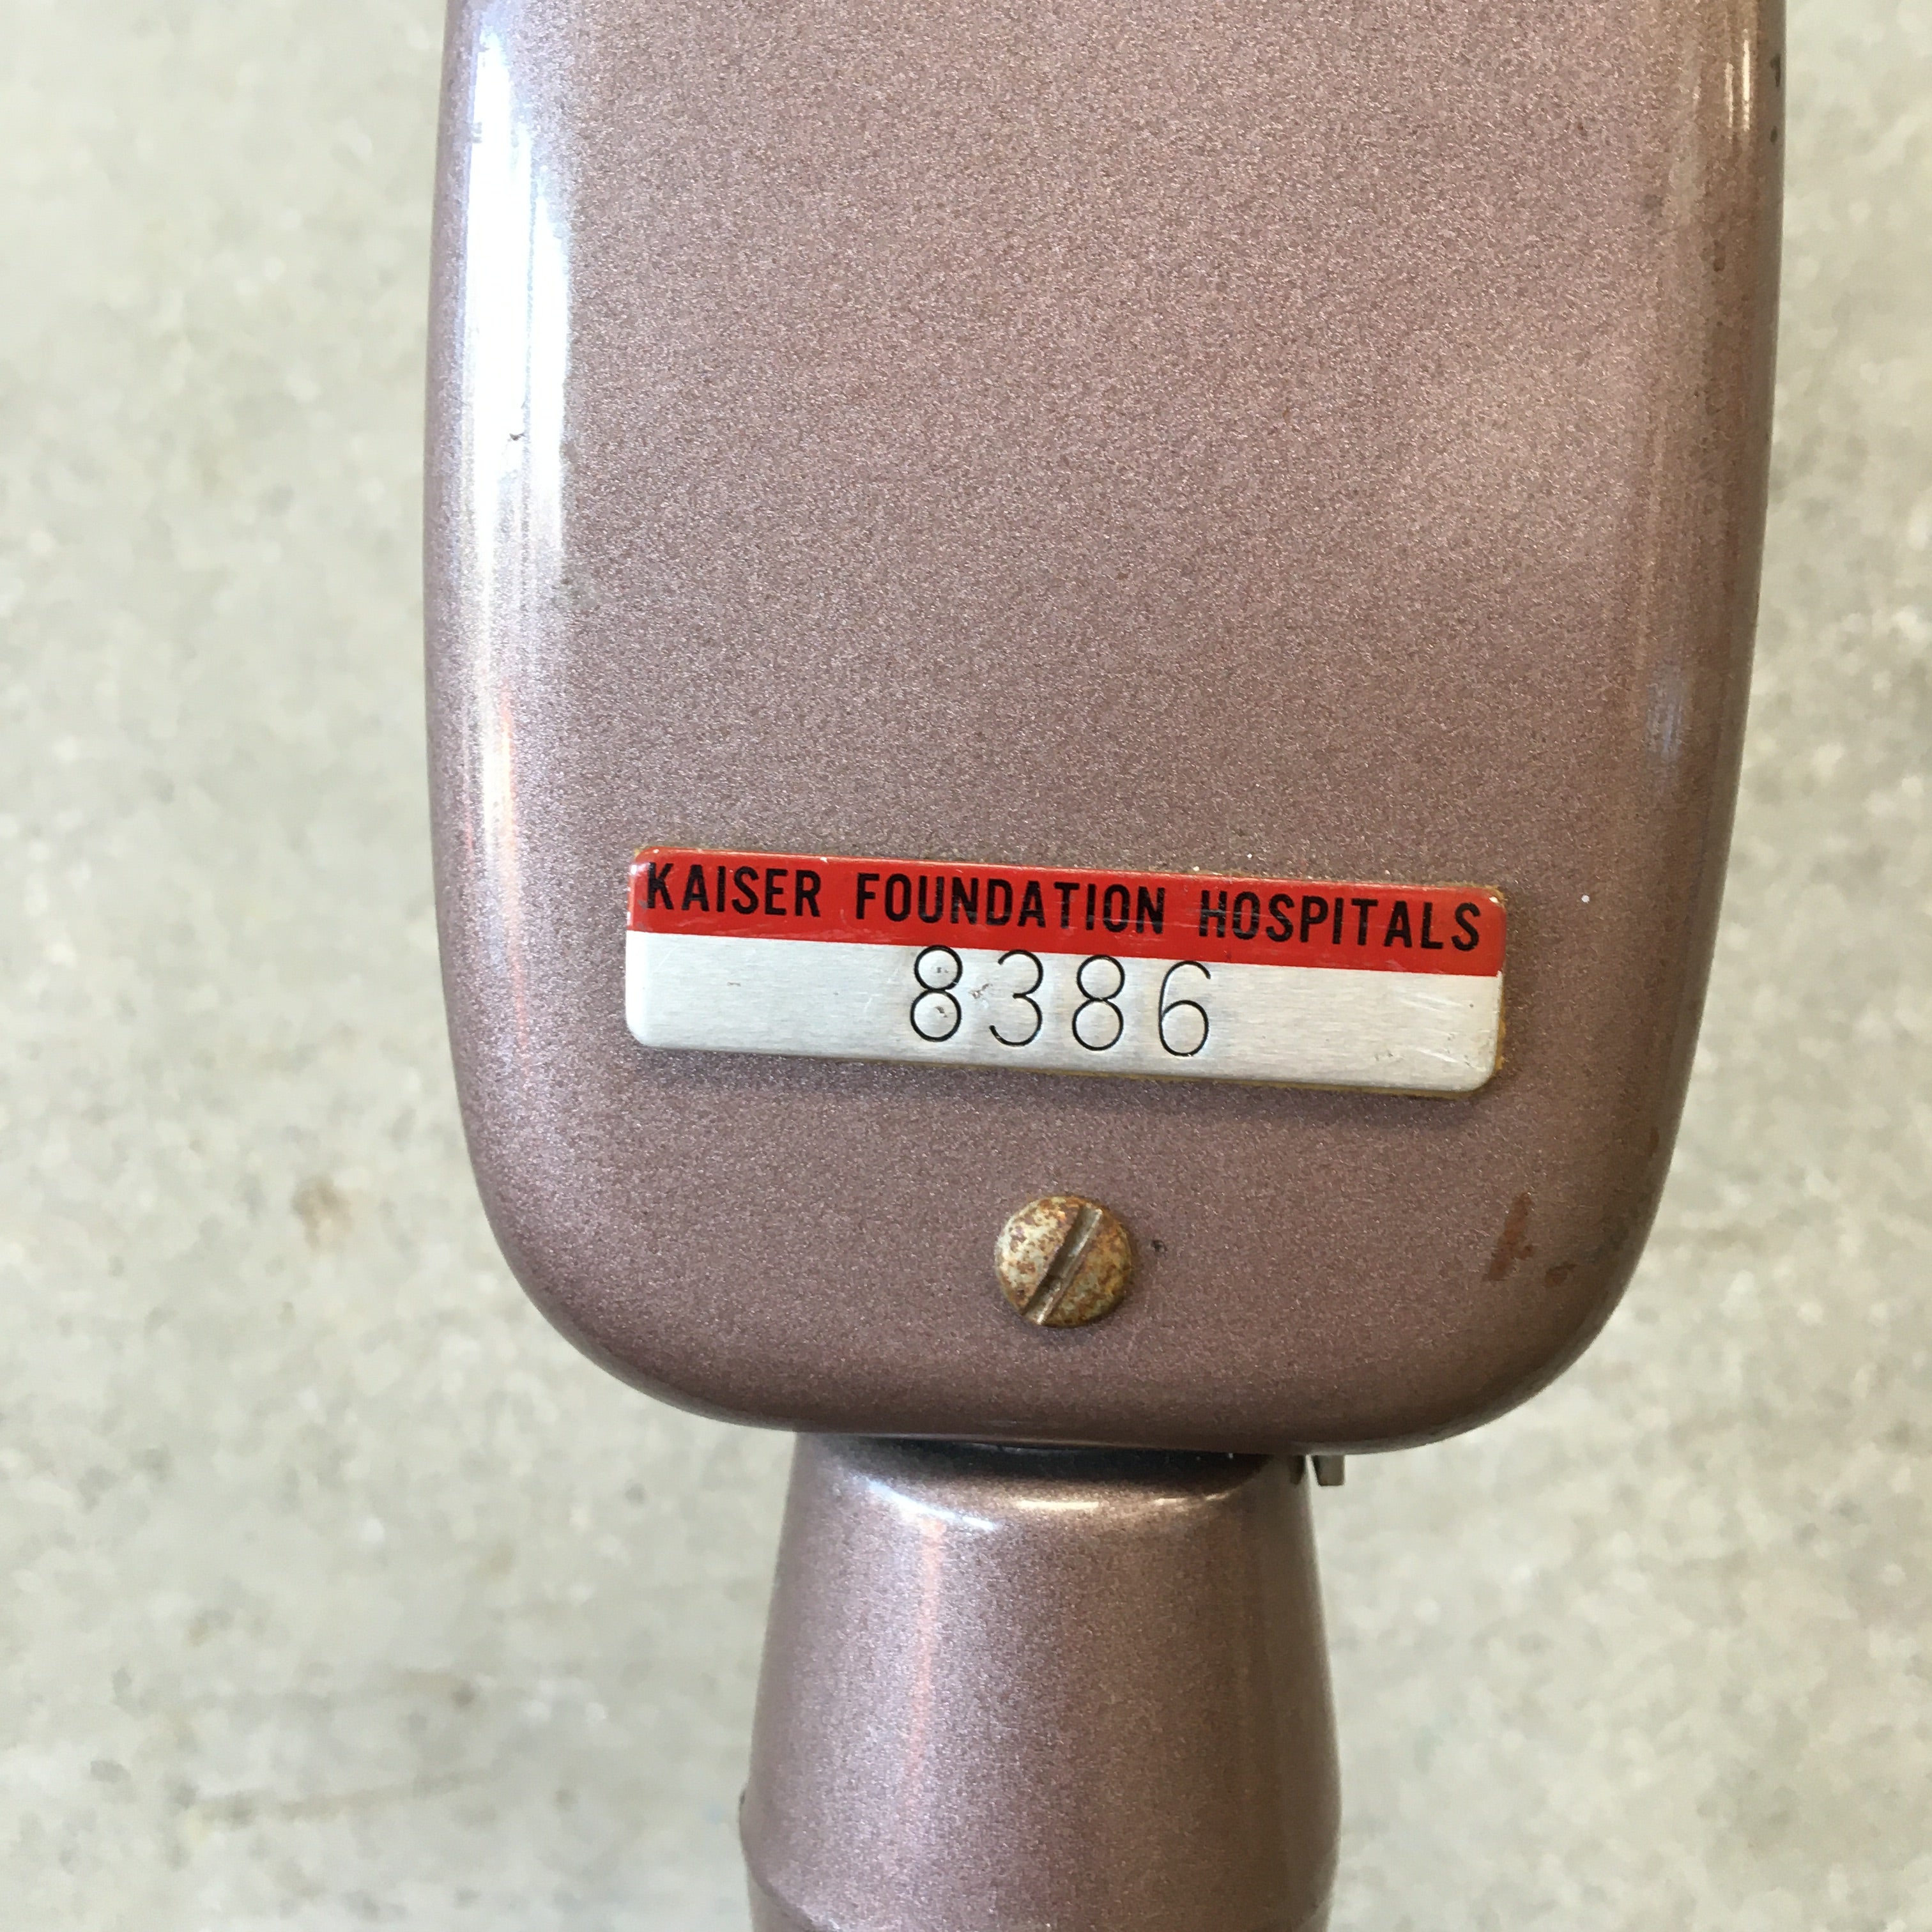 KAISER FOUNDATION HOSPITALS
8386